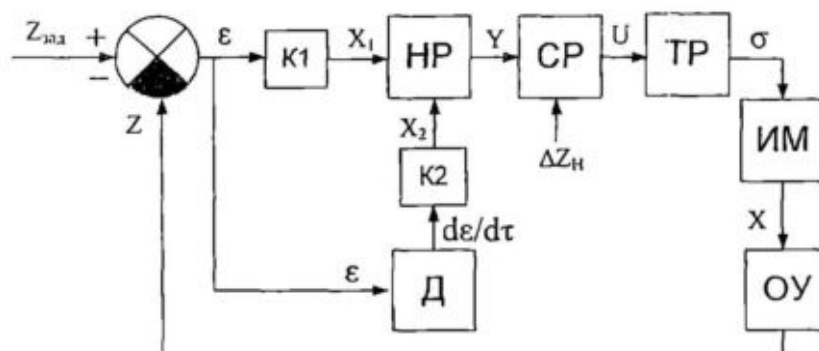 Zзад + ε X₁ Y U σ
− К1 НР СР ТР
Z X₂ ΔZн ИМ
К2 X
dε/dτ
ε Д ОУ